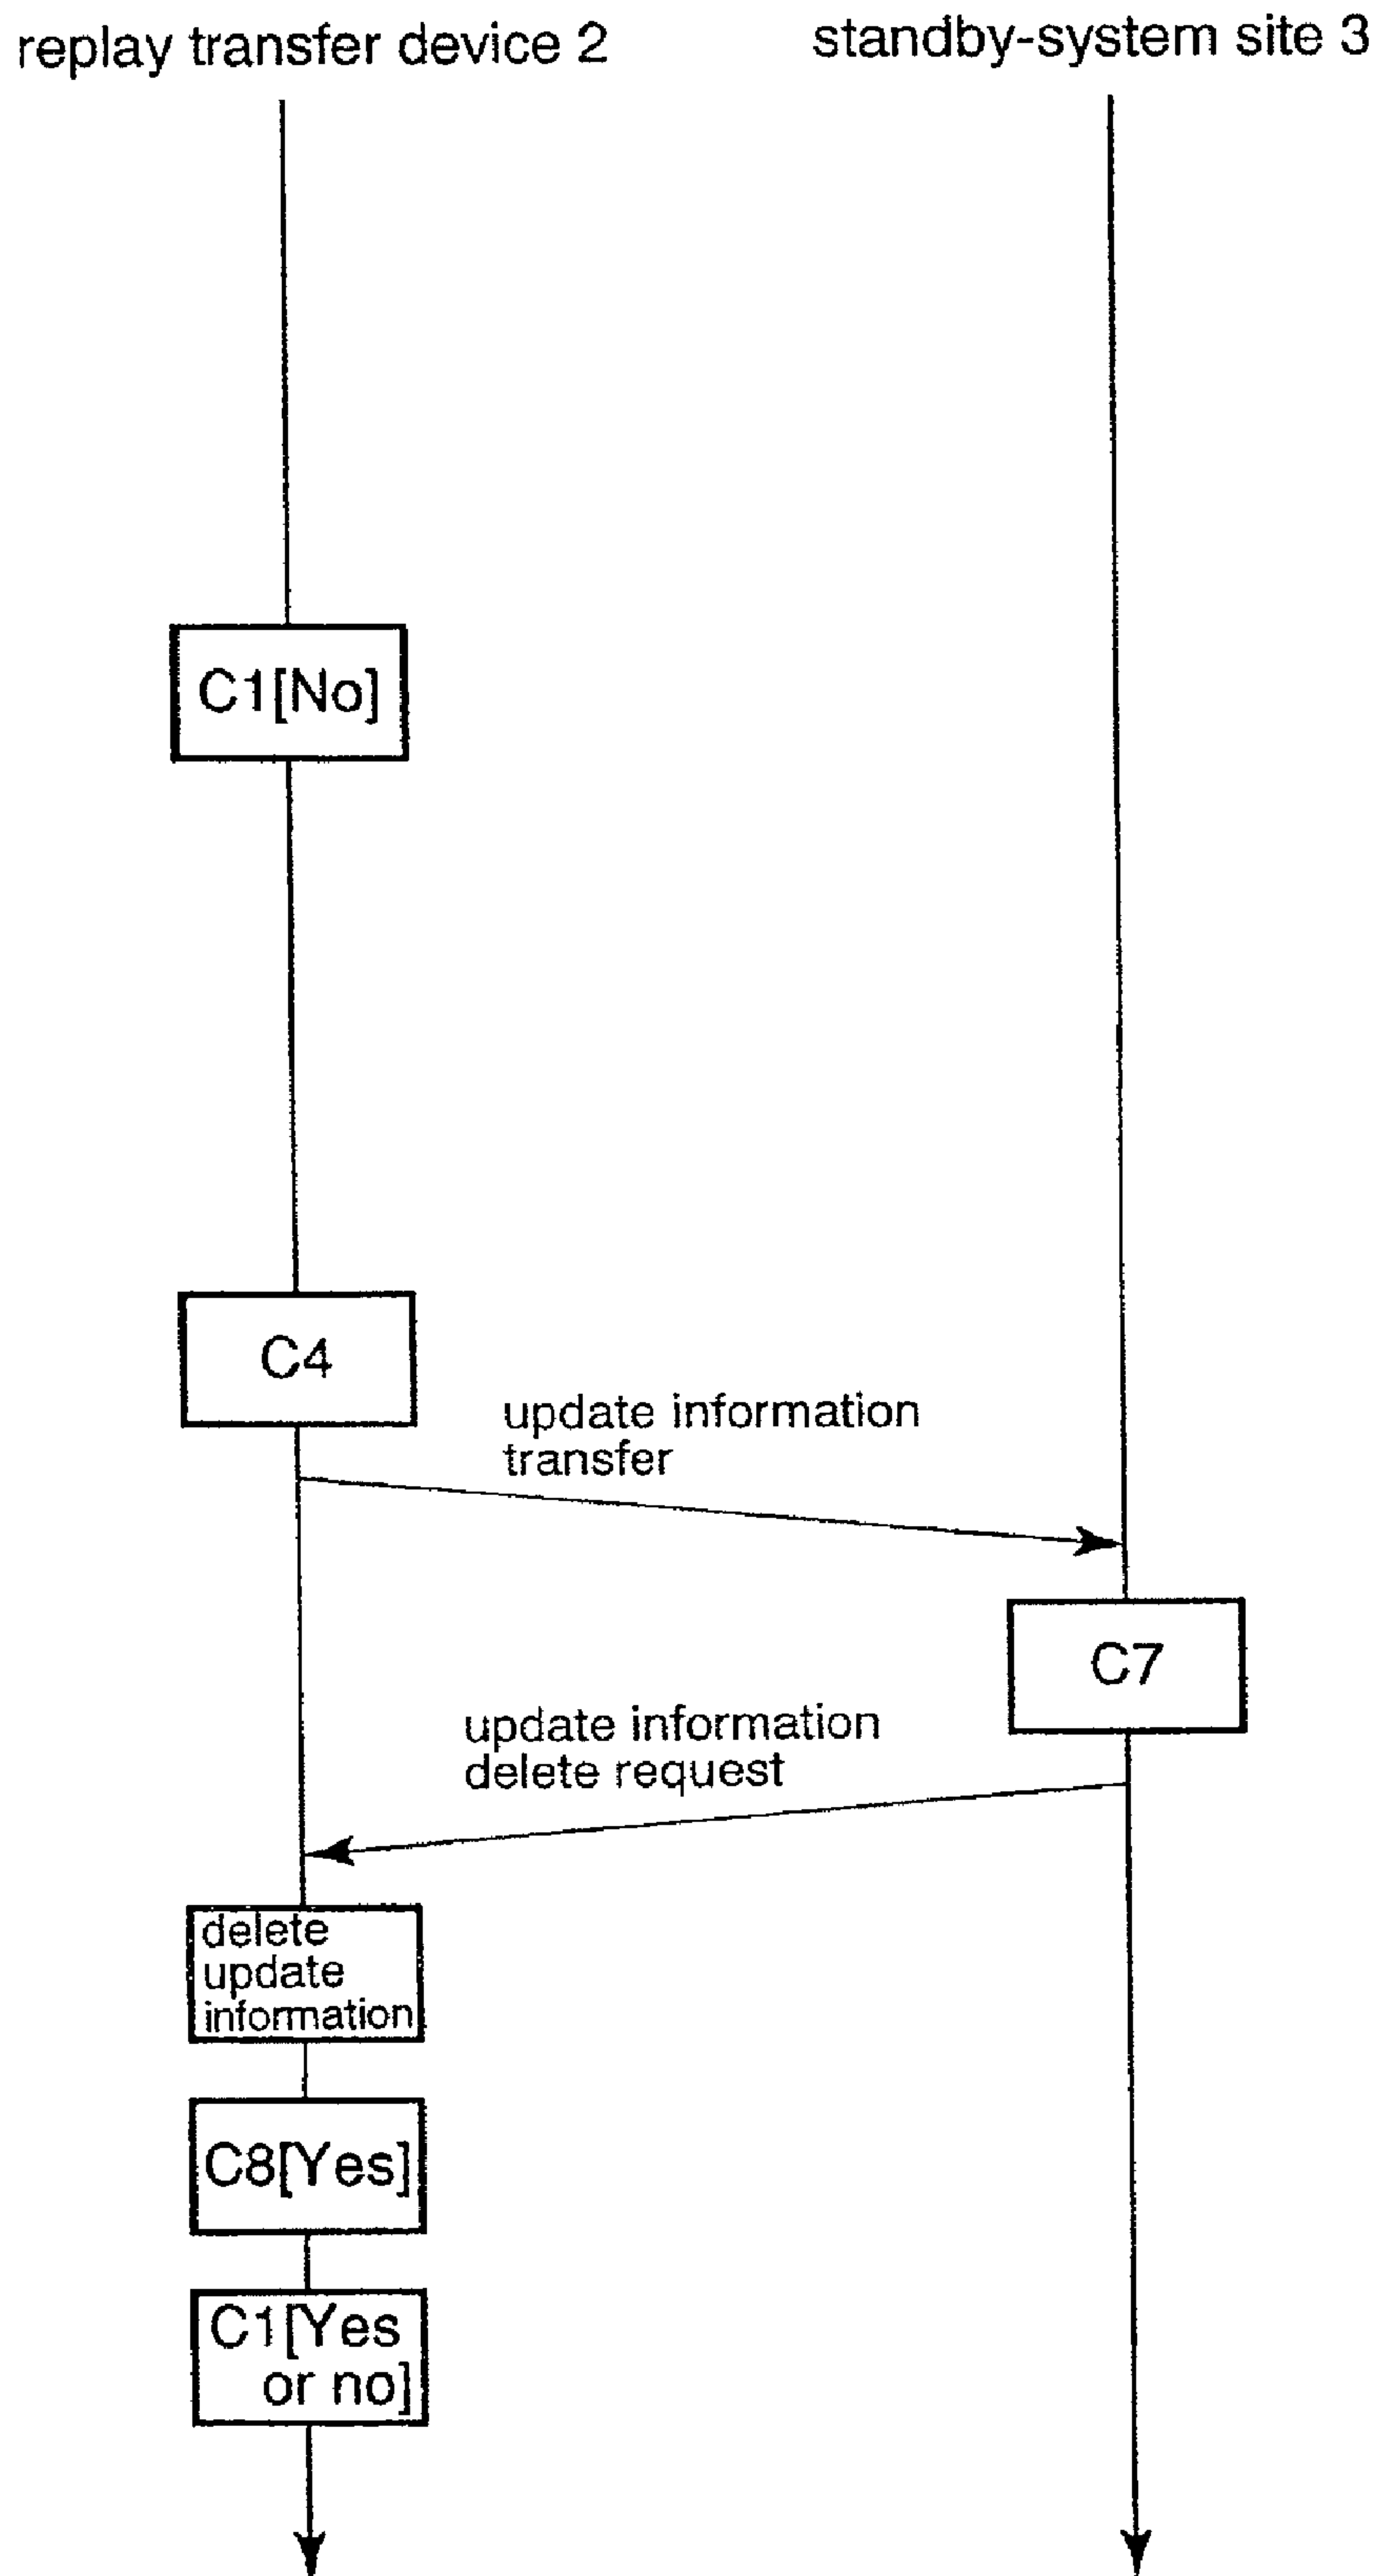 replay transfer device 2
standby-system site 3
C1[No]
C4
update information
transfer
C7
update information
delete request
delete
update
information
C8[Yes]
C1[Yes
or no]